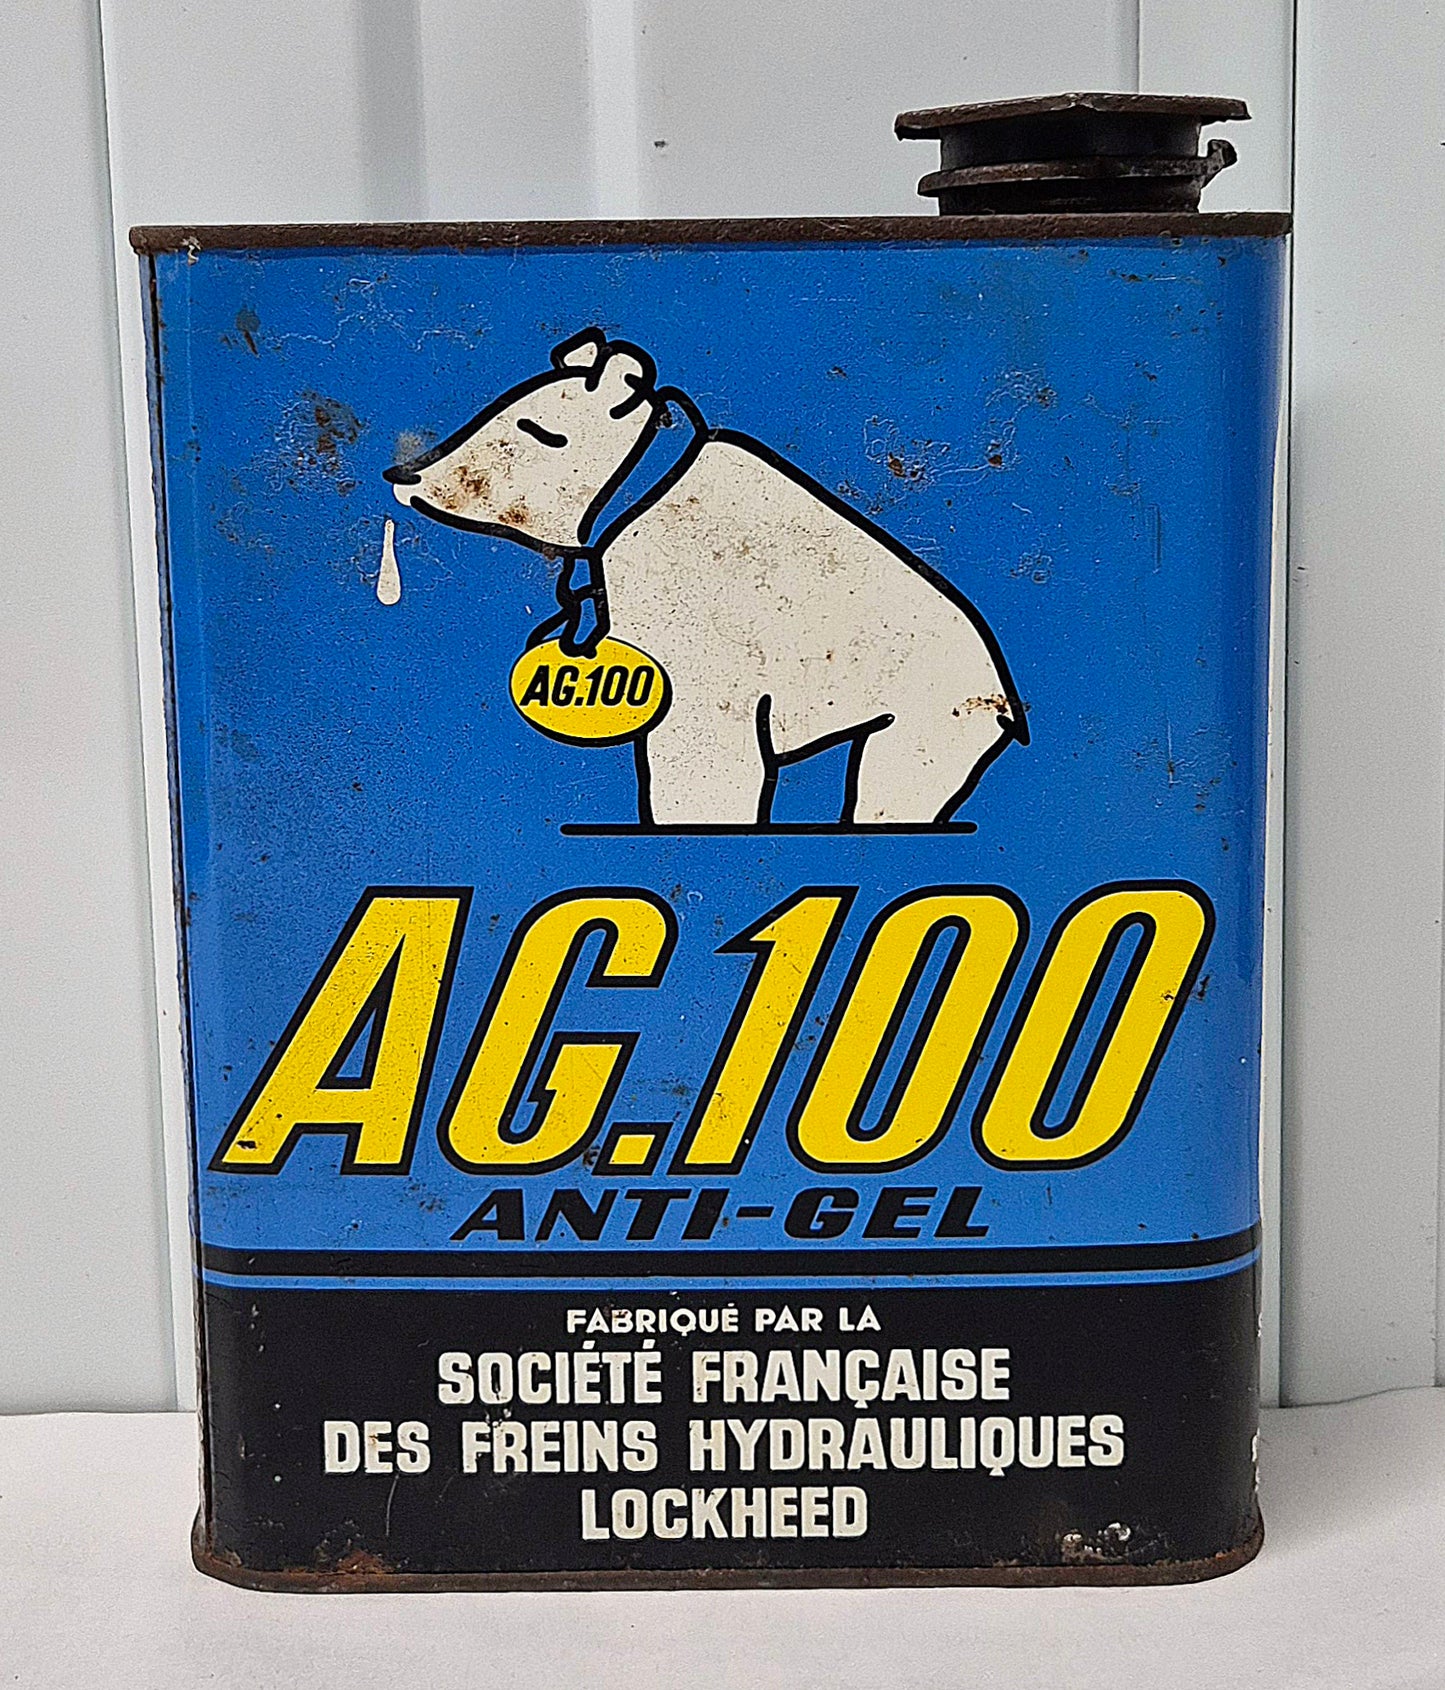 AG.100
AG.100
ANTI-GEL
FABRIQUÉ PAR LA
SOCIÉTÉ FRANÇAISE
DES FREINS HYDRAULIQUES
LOCKHEED